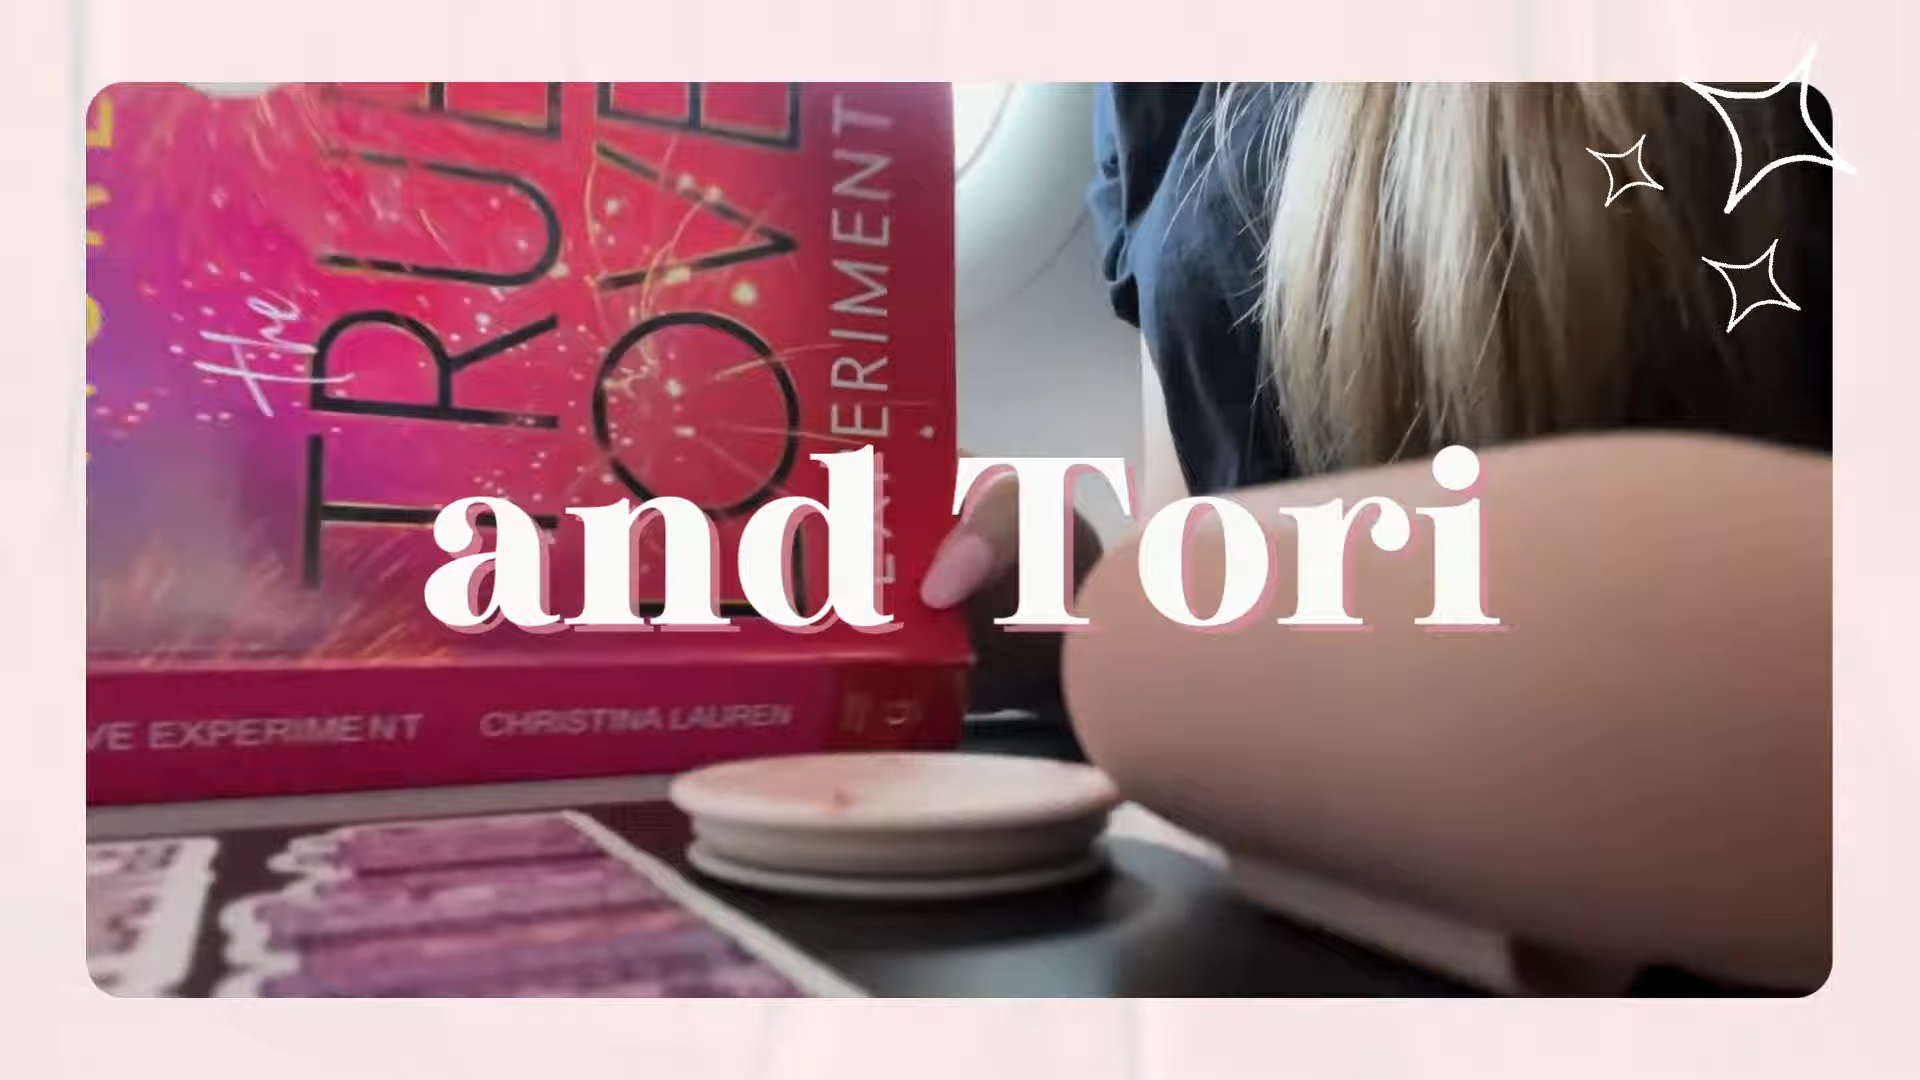 the
TRUE
LOVE
EXPERIMENT
and Tori
VE EXPERIMENT CHRISTINA LAUREN